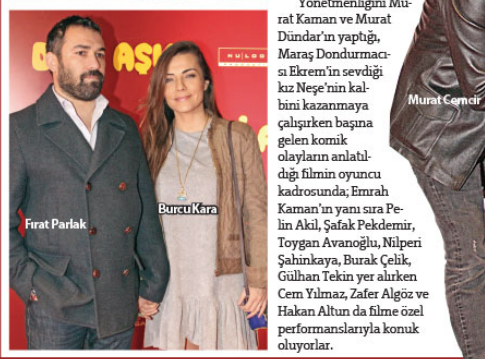 AŞK
Fırat Parlak
Burcu Kara
Yönetmenliğini Mu-
rat Kaman ve Murat
Dündar’ın yaptığı,
Maraş Dondurmacı-
sı Ekrem’in sevdiği
kız Neşe’nin kal-
bini kazanmaya
çalışırken başına
gelen komik
olayların anlatıl-
dığı filmin oyuncu
kadrosunda; Emrah
Kaman’ın yanı sıra Pe-
lin Akil, Şafak Pekdemir,
Toygan Avanoğlu, Nilperi
Şahinkaya, Burak Çelik,
Gülhan Tekin yer alırken
Cem Yılmaz, Zafer Algöz ve
Hakan Altun da filme özel
performanslarıyla konuk
oluyorlar.
Murat Cemcir